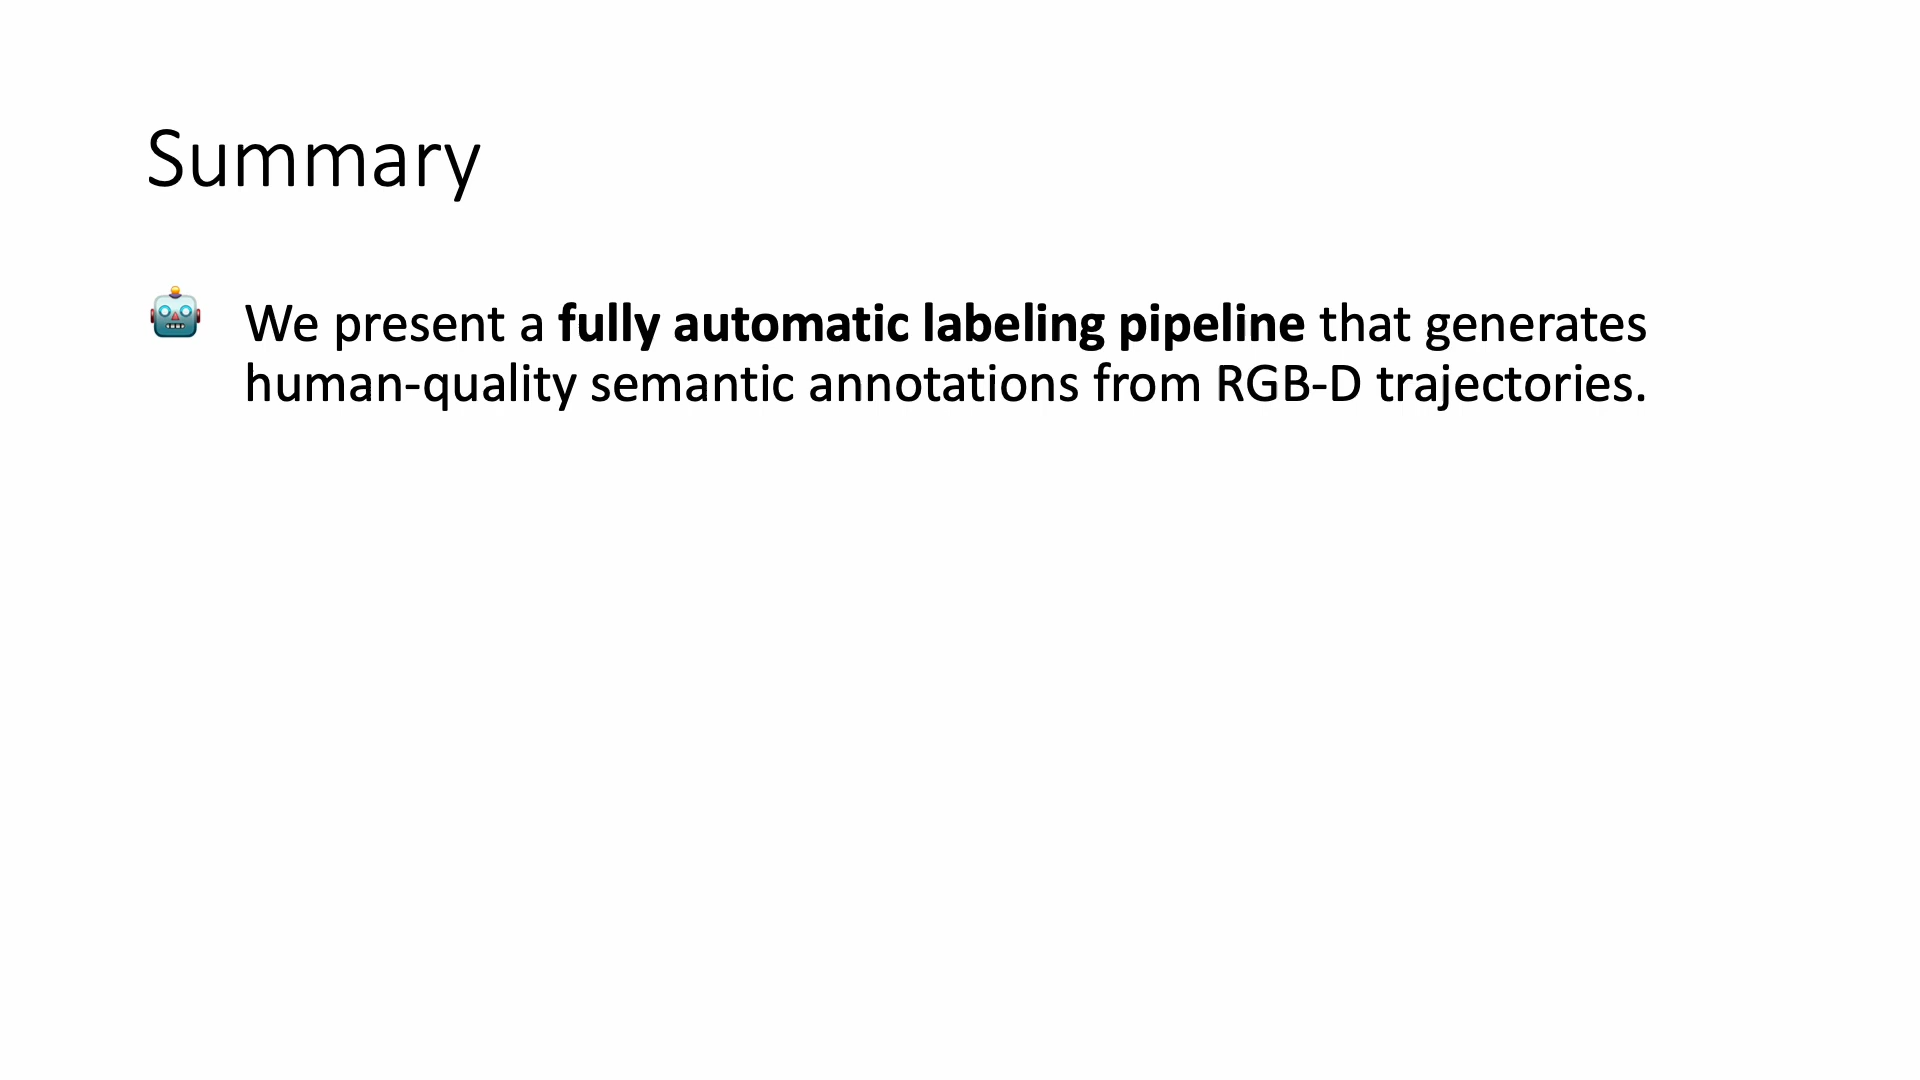 Summary
We present a fully automatic labeling pipeline that generates
human-quality semantic annotations from RGB-D trajectories.